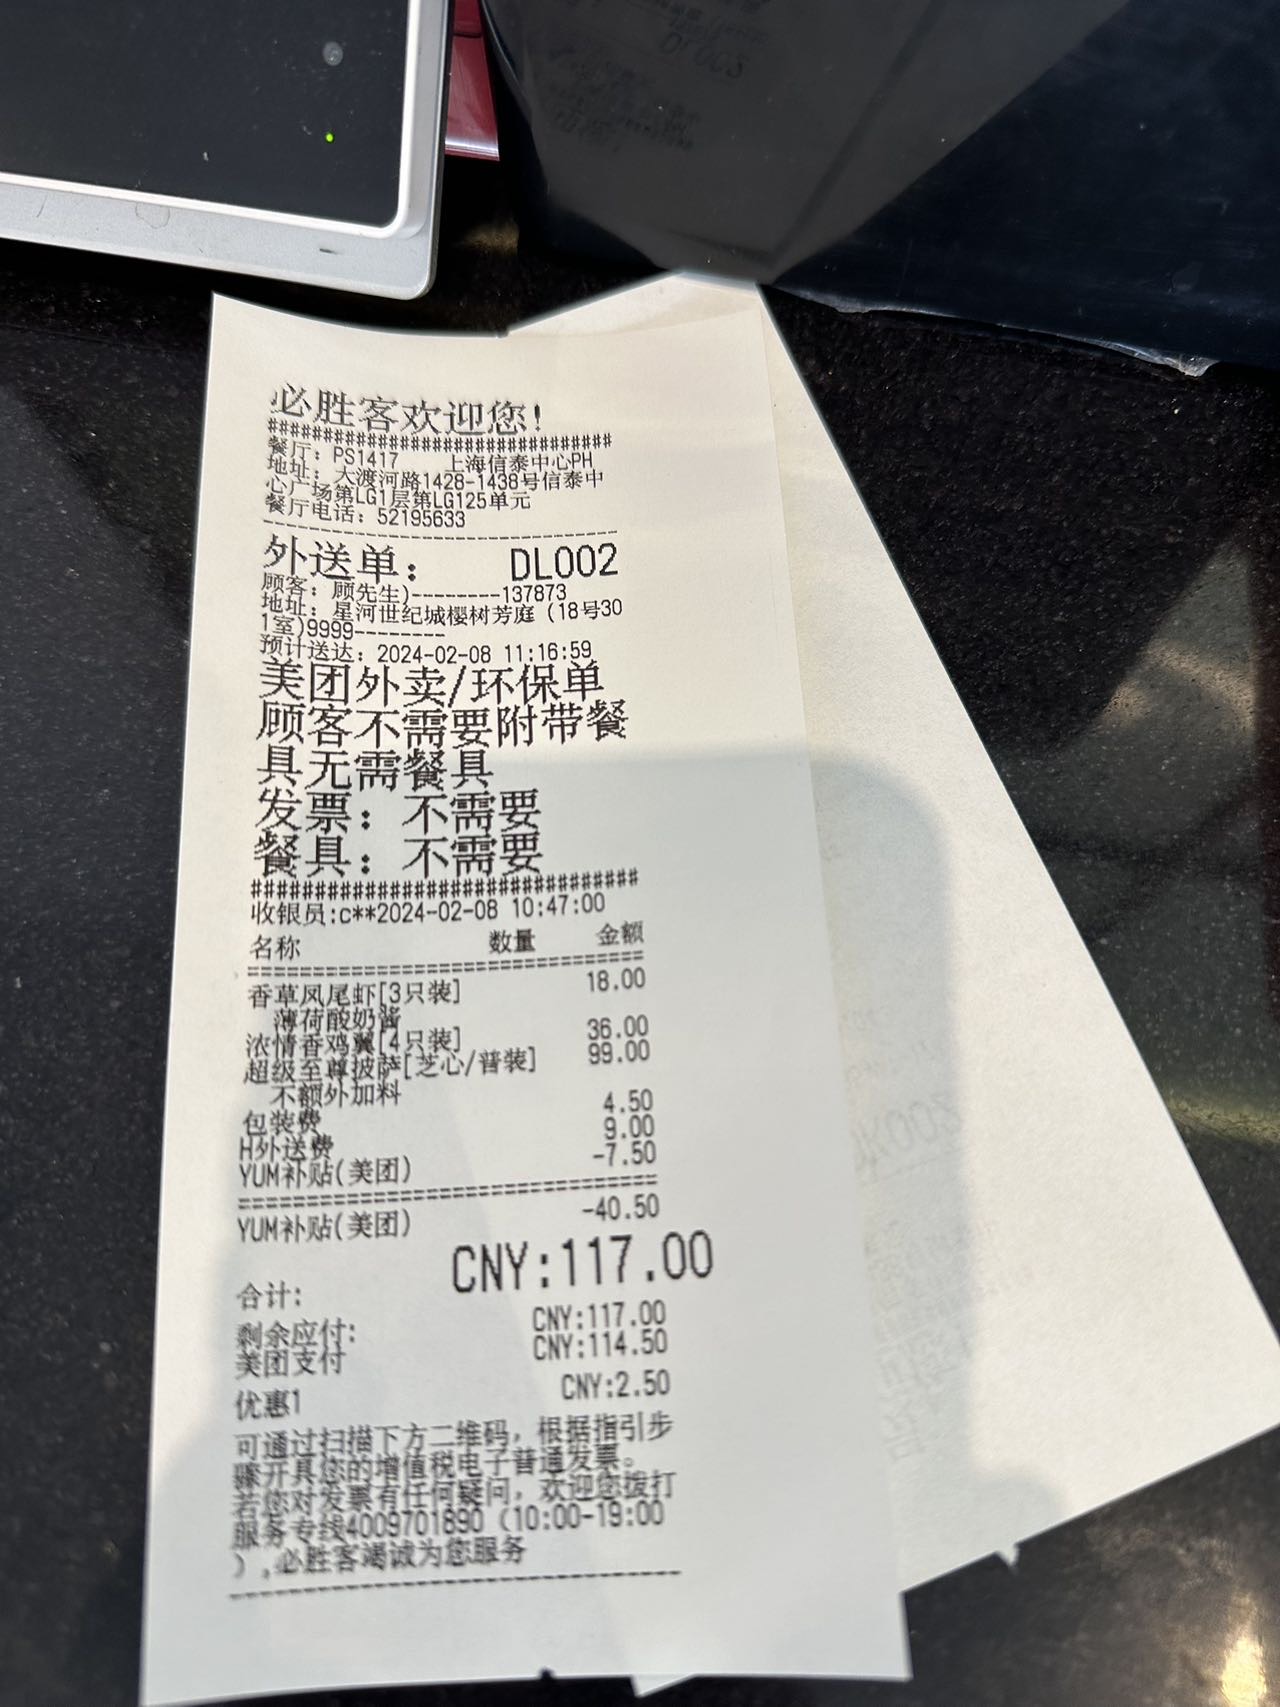 必胜客欢迎您!
################################
餐厅: PS1417 上海信泰中心PH
地址: 大渡河路1428-1438号信泰中
心广场第LG1层第LG125单元
餐厅电话: 52195633
--------------------------------
外送单: DL002
顾客: 顾先生)--------137873
地址: 星河世纪城樱树芳庭 (18号30
1室)9999--------
预计送达: 2024-02-08 11:16:59
美团外卖/环保单
顾客不需要附带餐
具无需餐具
发票: 不需要
餐具: 不需要
################################
收银员:c**2024-02-08 10:47:00
名称 数量 金额
================================
香草凤尾虾[3只装] 18.00
薄荷酸奶酱
浓情香鸡翼[4只装] 36.00
超级至尊披萨[芝心/普装] 99.00
不额外加料
包装费 4.50
H外送费 9.00
YUM补贴(美团) -7.50
================================
YUM补贴(美团) -40.50
CNY:117.00
合计:
剩余应付: CNY:117.00
美团支付 CNY:114.50
优惠1 CNY:2.50
可通过扫描下方二维码, 根据指引步
骤开具您的增值税电子普通发票。
若您对发票有任何疑问, 欢迎您拨打
服务专线4009701890 (10:00-19:00
),必胜客竭诚为您服务
--------------------------------